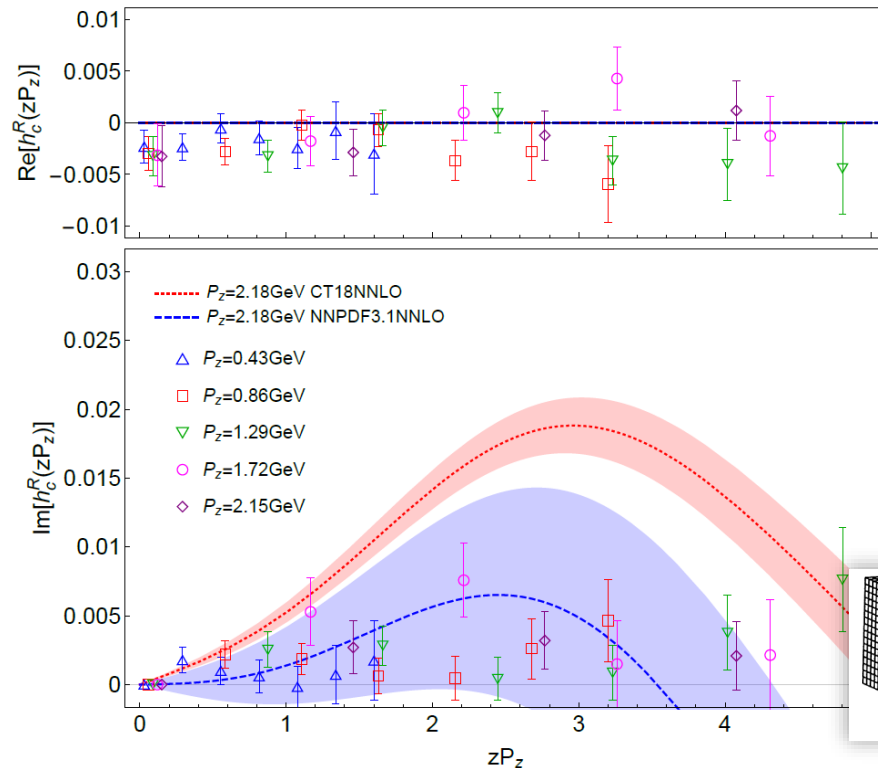 0.01
0.005
0
−0.005
−0.01
Re[h_c^R(zP_z)]
0.03
0.025
0.02
0.015
0.01
0.005
0
Im[h_c^R(zP_z)]
P_z=2.18GeV CT18NNLO
P_z=2.18GeV NNPDF3.1NNLO
P_z=0.43GeV
P_z=0.86GeV
P_z=1.29GeV
P_z=1.72GeV
P_z=2.15GeV
0 1 2 3 4
zP_z